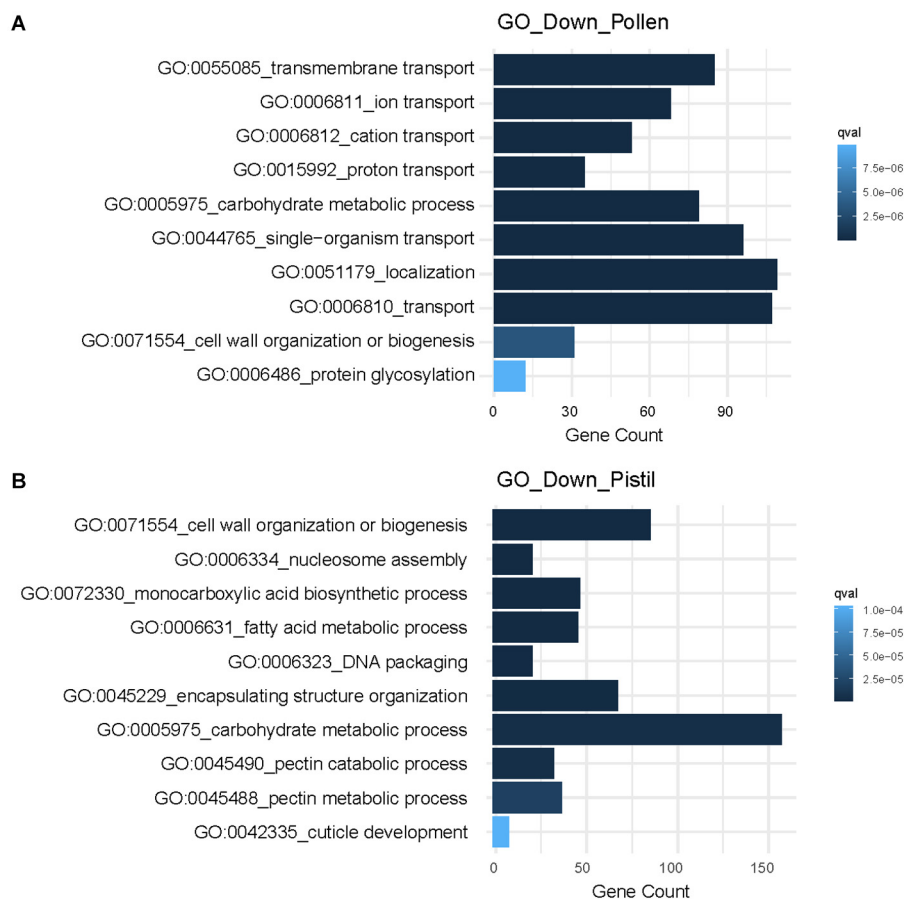 A
GO_Down_Pollen
GO:0055085_transmembrane transport
GO:0006811_ion transport
GO:0006812_cation transport
GO:0015992_proton transport
GO:0005975_carbohydrate metabolic process
GO:0044765_single−organism transport
GO:0051179_localization
GO:0006810_transport
GO:0071554_cell wall organization or biogenesis
GO:0006486_protein glycosylation
0 30 60 90
Gene Count
qval
7.5e−06
5.0e−06
2.5e−06
B
GO_Down_Pistil
GO:0071554_cell wall organization or biogenesis
GO:0006334_nucleosome assembly
GO:0072330_monocarboxylic acid biosynthetic process
GO:0006631_fatty acid metabolic process
GO:0006323_DNA packaging
GO:0045229_encapsulating structure organization
GO:0005975_carbohydrate metabolic process
GO:0045490_pectin catabolic process
GO:0045488_pectin metabolic process
GO:0042335_cuticle development
0 50 100 150
Gene Count
qval
1.0e−04
7.5e−05
5.0e−05
2.5e−05